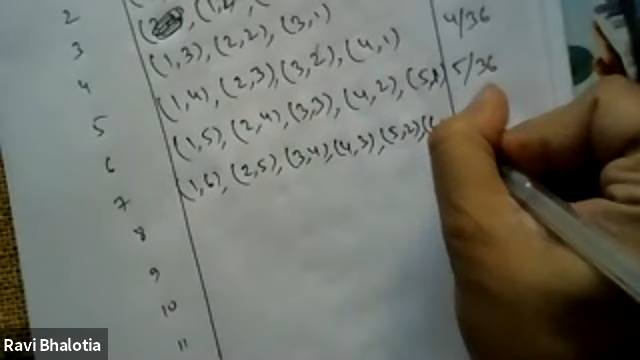 2
3 (1,3), (2,2), (3,1)
4 (1,4), (2,3), (3,2), (4,1) 4/36
5 (1,5), (2,4), (3,3), (4,2), (5,1) 5/36
6 (1,6), (2,5), (3,4), (4,3), (5,2), (
7
8
9
10
11
Ravi Bhalotia